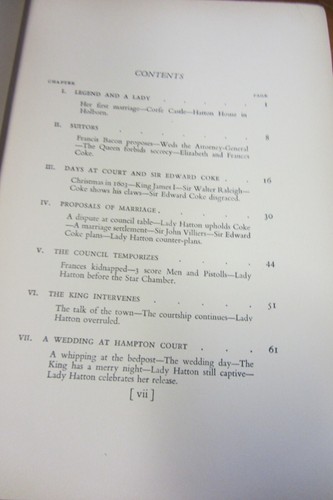 CONTENTS
CHAPTER PAGE
I. LEGEND AND A LADY . . . . . . 1
Her first marriage—Corfe Castle—Hatton House in
Holborn.
II. SUITORS . . . . . . . . 8
Francis Bacon proposes—Weds the Attorney-General
—The Queen forbids secrecy—Elizabeth and Frances
Coke.
III. DAYS AT COURT AND SIR EDWARD COKE . . 16
Christmas in 1603—King James I—Sir Walter Raleigh—
Coke shows his claws—Sir Edward Coke disgraced.
IV. PROPOSALS OF MARRIAGE . . . . . 30
A dispute at council table—Lady Hatton upholds Coke
—A marriage settlement—Sir John Villiers—Sir Edward
Coke plans—Lady Hatton counter-plans.
V. THE COUNCIL TEMPORIZES . . . . . 44
Frances kidnapped—3 score Men and Pistolls—Lady
Hatton before the Star Chamber.
VI. THE KING INTERVENES . . . . . 51
The talk of the town—The courtship continues—Lady
Hatton overruled.
VII. A WEDDING AT HAMPTON COURT . . . 61
A whipping at the bedpost—The wedding day—The
King has a merry night—Lady Hatton still captive—
Lady Hatton celebrates her release.
[ vii ]